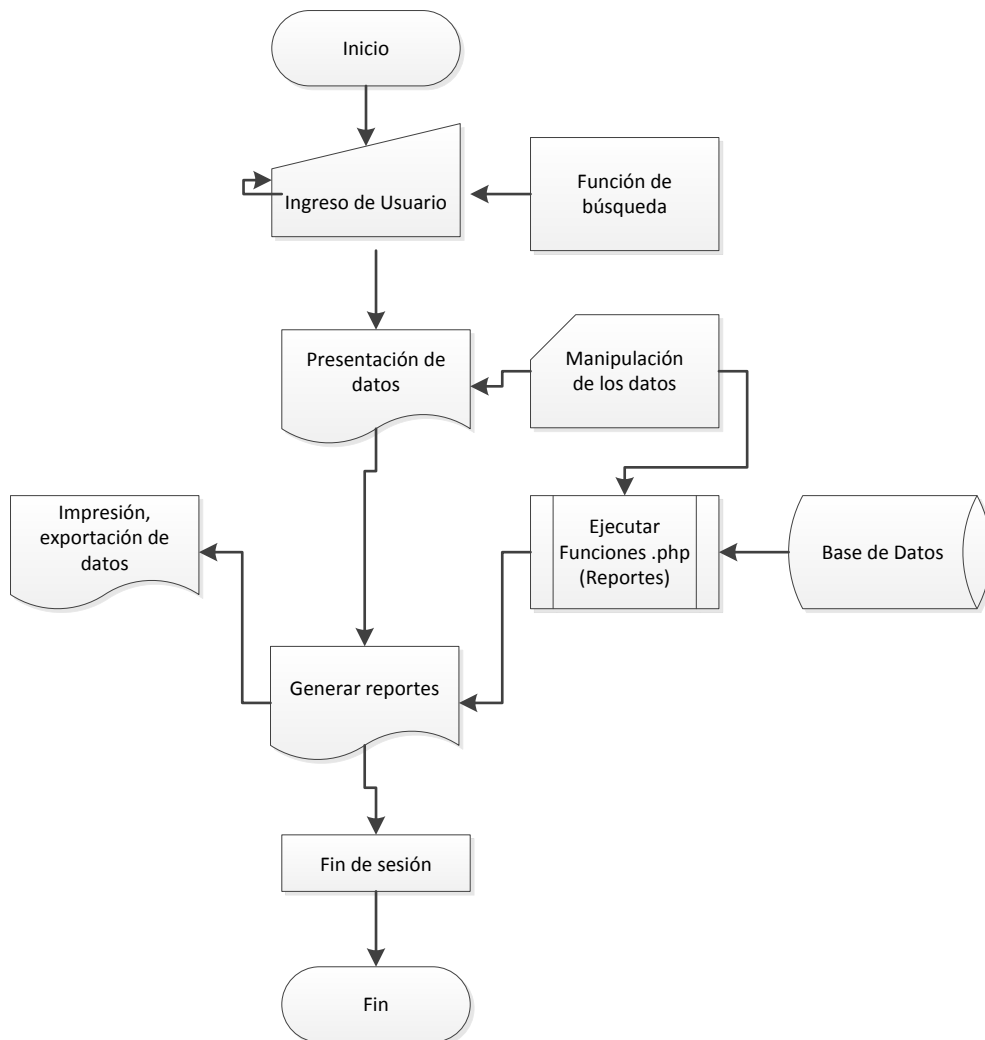 Inicio
Ingreso de Usuario
Función de
búsqueda
Presentación de
datos
Manipulación
de los datos
Impresión,
exportación de
datos
Ejecutar
Funciones .php
(Reportes)
Base de Datos
Generar reportes
Fin de sesión
Fin